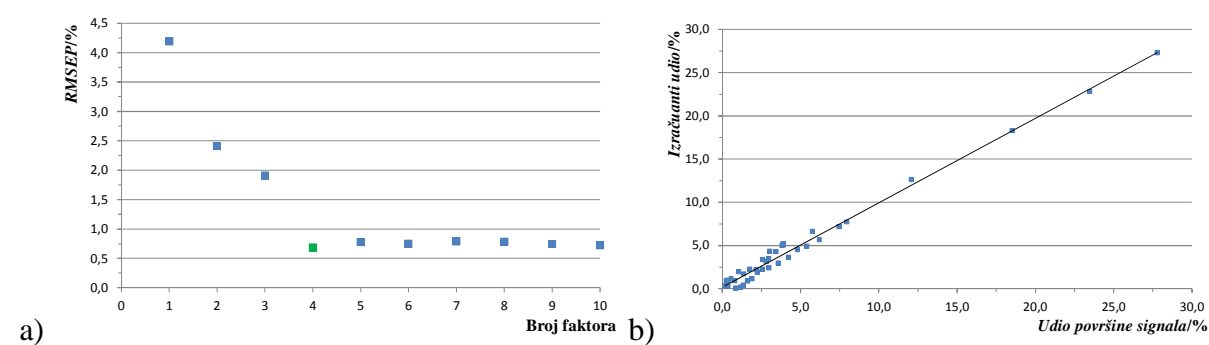 4,5
4,0
3,5
3,0
2,5
2,0
1,5
1,0
0,5
0,0
RMSEP/%
0 1 2 3 4 5 6 7 8 9 10
Broj faktora
a)
30,0
25,0
20,0
15,0
10,0
5,0
0,0
Izračuanti udio/%
0,0 5,0 10,0 15,0 20,0 25,0 30,0
Udio površine signala/%
b)